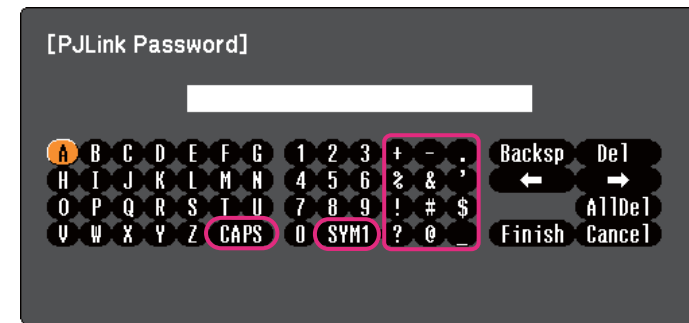 [PJLink Password]
A B C D E F G 1 2 3 + - . Backsp Del
H I J K L M N 4 5 6 % & ’ ← →
O P Q R S T U 7 8 9 ! # $ AllDel
V W X Y Z CAPS 0 SYM1 ? @ _ Finish Cancel